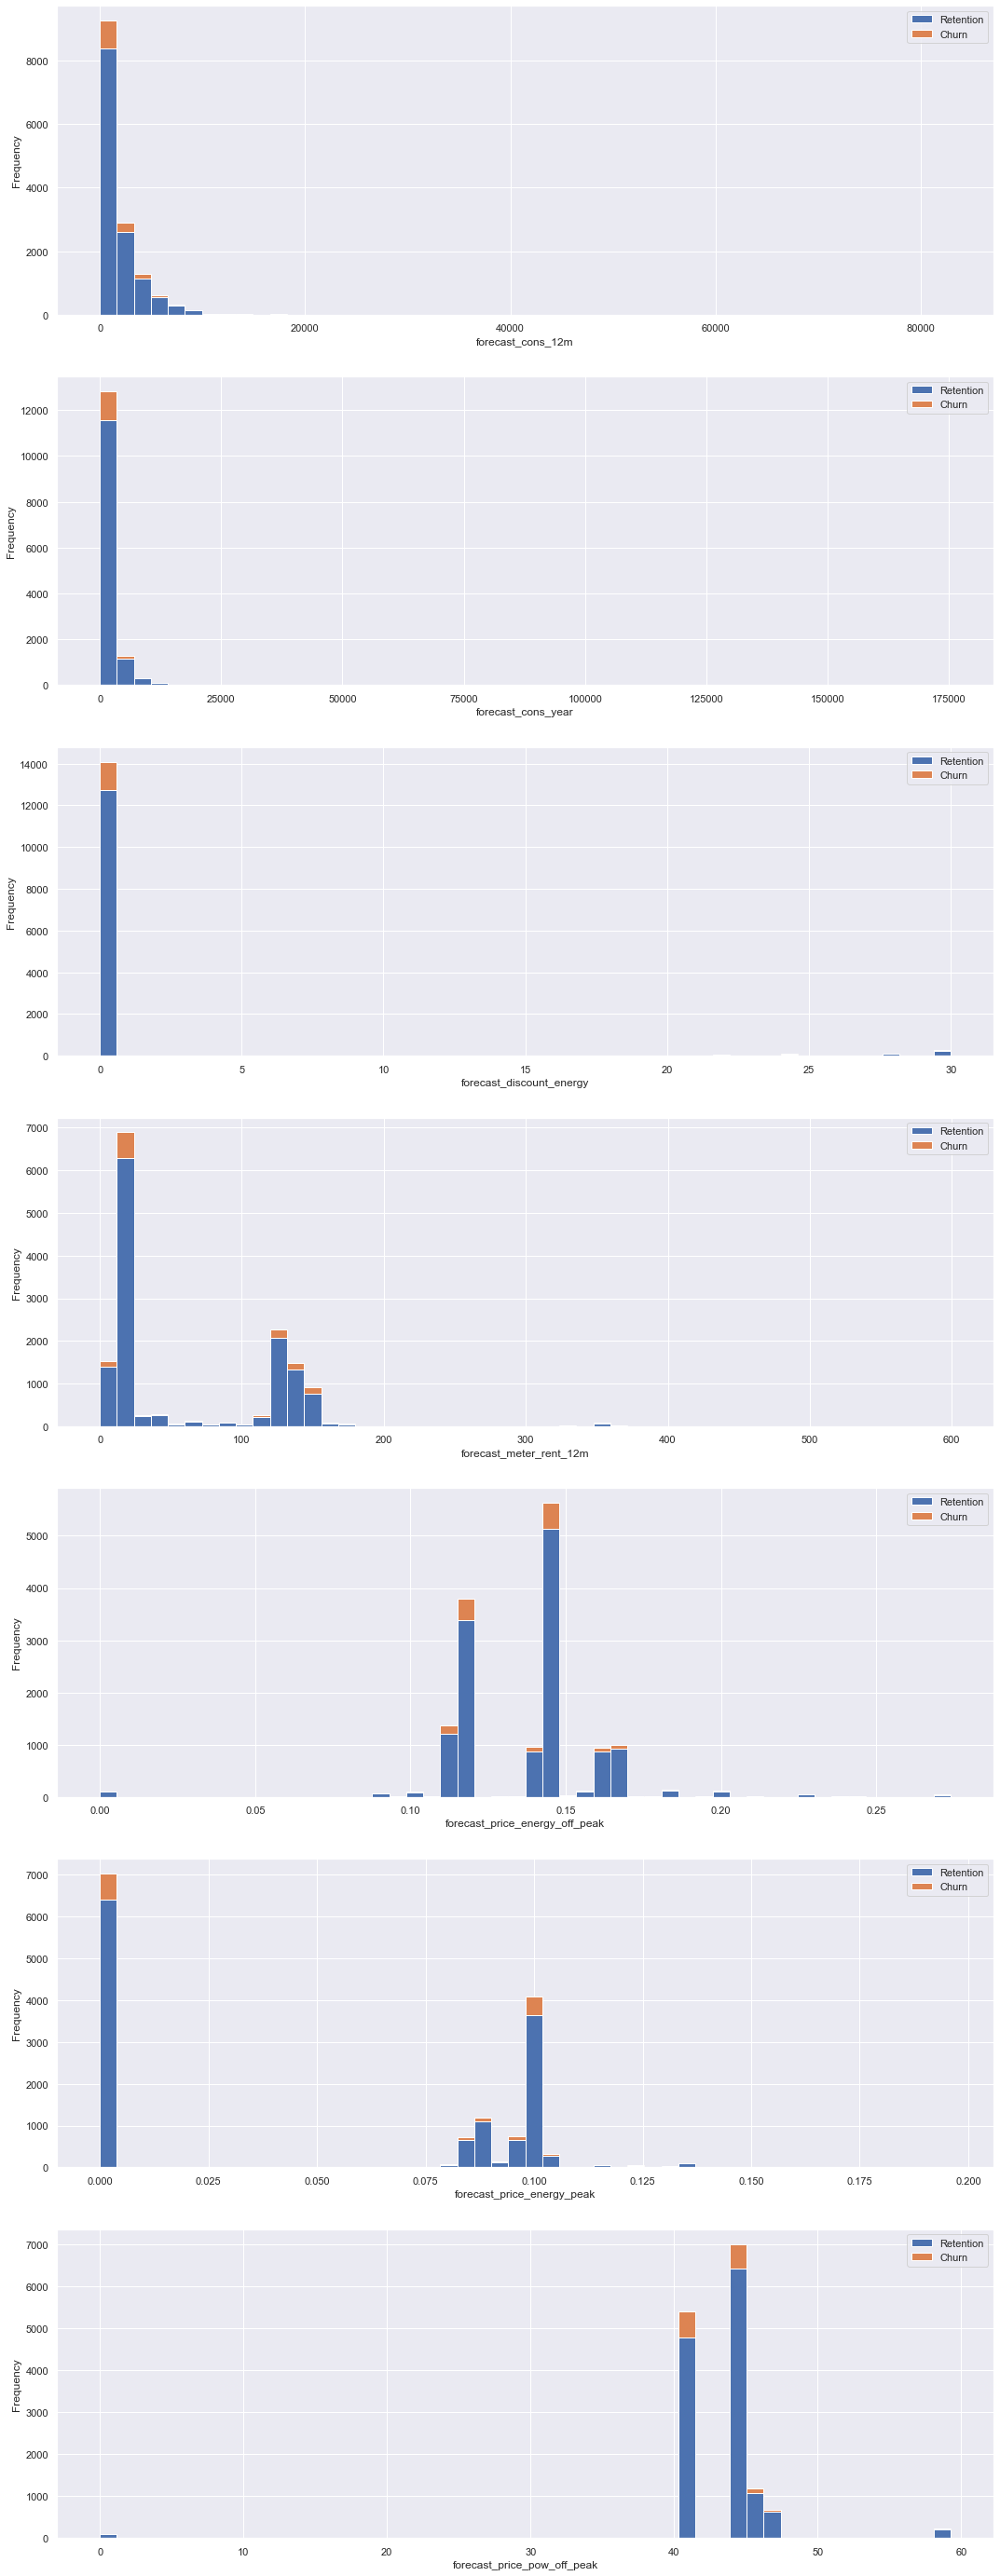 Retention
Churn
8000
6000
4000
2000
0
Frequency
0 20000 40000 60000 80000
forecast_cons_12m
Retention
Churn
12000
10000
8000
6000
4000
2000
0
Frequency
0 25000 50000 75000 100000 125000 150000 175000
forecast_cons_year
Retention
Churn
14000
12000
10000
8000
6000
4000
2000
0
Frequency
0 5 10 15 20 25 30
forecast_discount_energy
Retention
Churn
7000
6000
5000
4000
3000
2000
1000
0
Frequency
0 100 200 300 400 500 600
forecast_meter_rent_12m
Retention
Churn
5000
4000
3000
2000
1000
0
Frequency
0.00 0.05 0.10 0.15 0.20 0.25
forecast_price_energy_off_peak
Retention
Churn
7000
6000
5000
4000
3000
2000
1000
0
Frequency
0.000 0.025 0.050 0.075 0.100 0.125 0.150 0.175 0.200
forecast_price_energy_peak
Retention
Churn
7000
6000
5000
4000
3000
2000
1000
0
Frequency
0 10 20 30 40 50 60
forecast_price_pow_off_peak